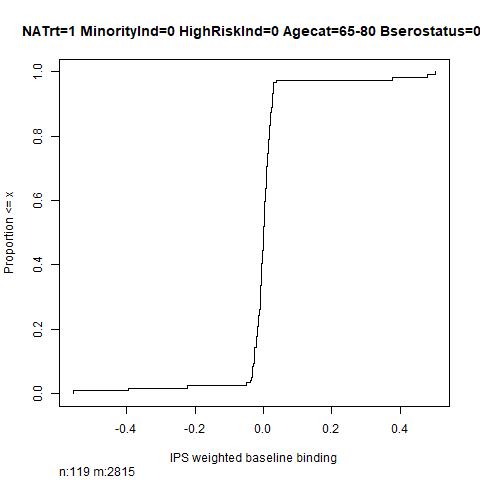 NATrt=1 MinorityInd=0 HighRiskInd=0 Agecat=65-80 Bserostatus=0
Proportion <= x
1.0
0.8
0.6
0.4
0.2
0.0
-0.4 -0.2 0.0 0.2 0.4
IPS weighted baseline binding
n:119 m:2815